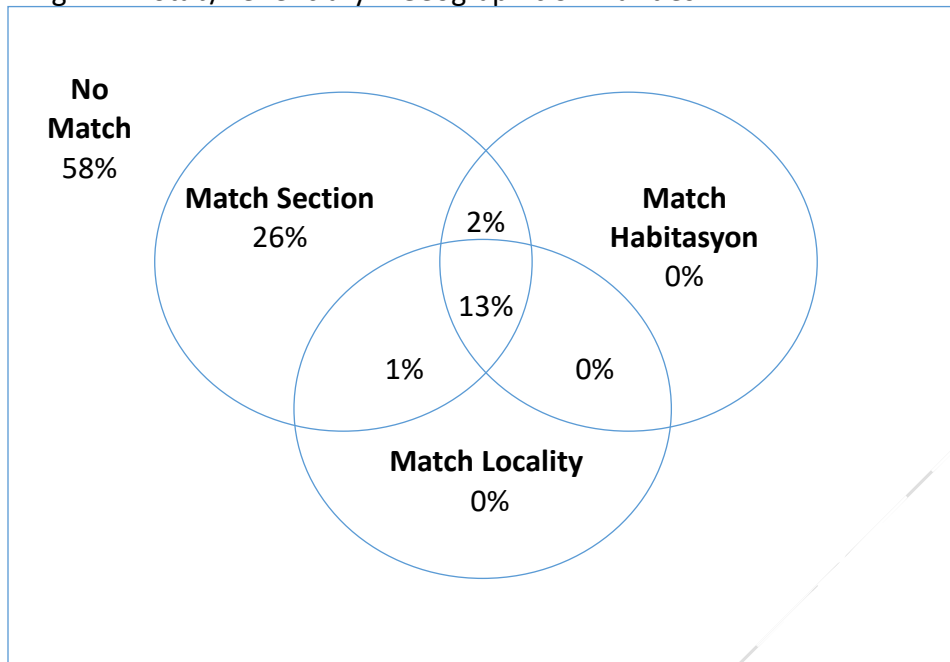 No
Match
58%
Match Section
26%
2%
Match
Habitasyon
0%
13%
1%
0%
Match Locality
0%